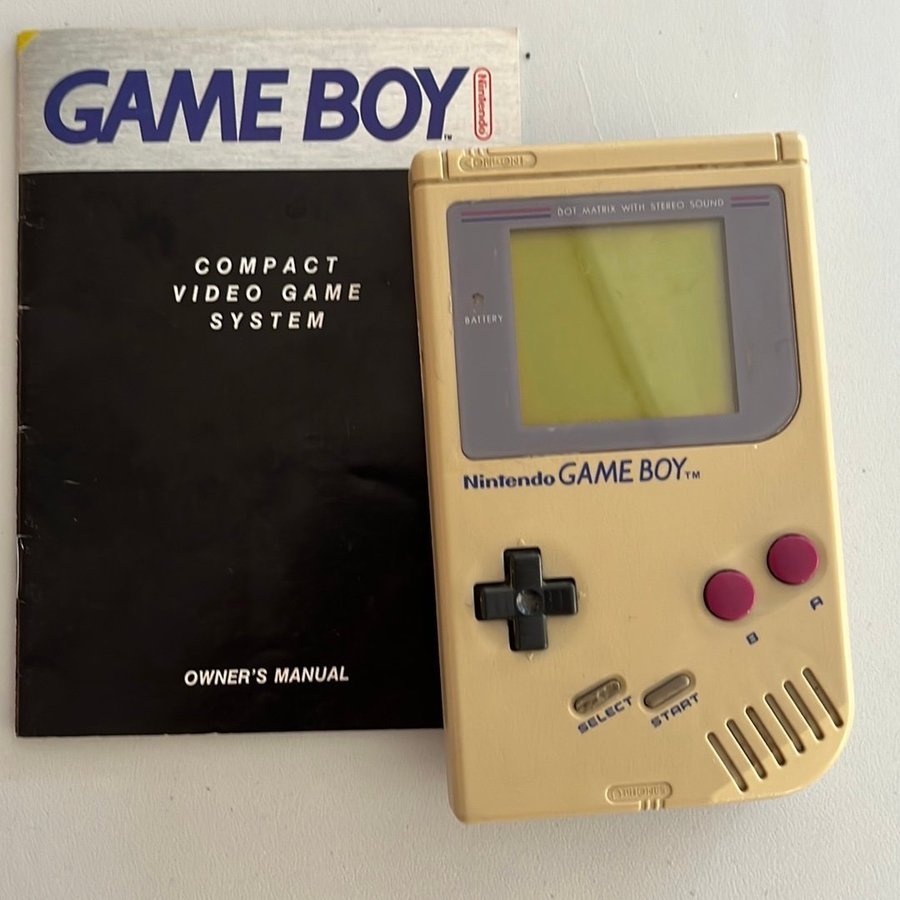 GAME BOY™
Nintendo
COMPACT
VIDEO GAME
SYSTEM
OWNER'S MANUAL
DOT MATRIX WITH STEREO SOUND
BATTERY
Nintendo GAME BOY™
B
A
SELECT
START